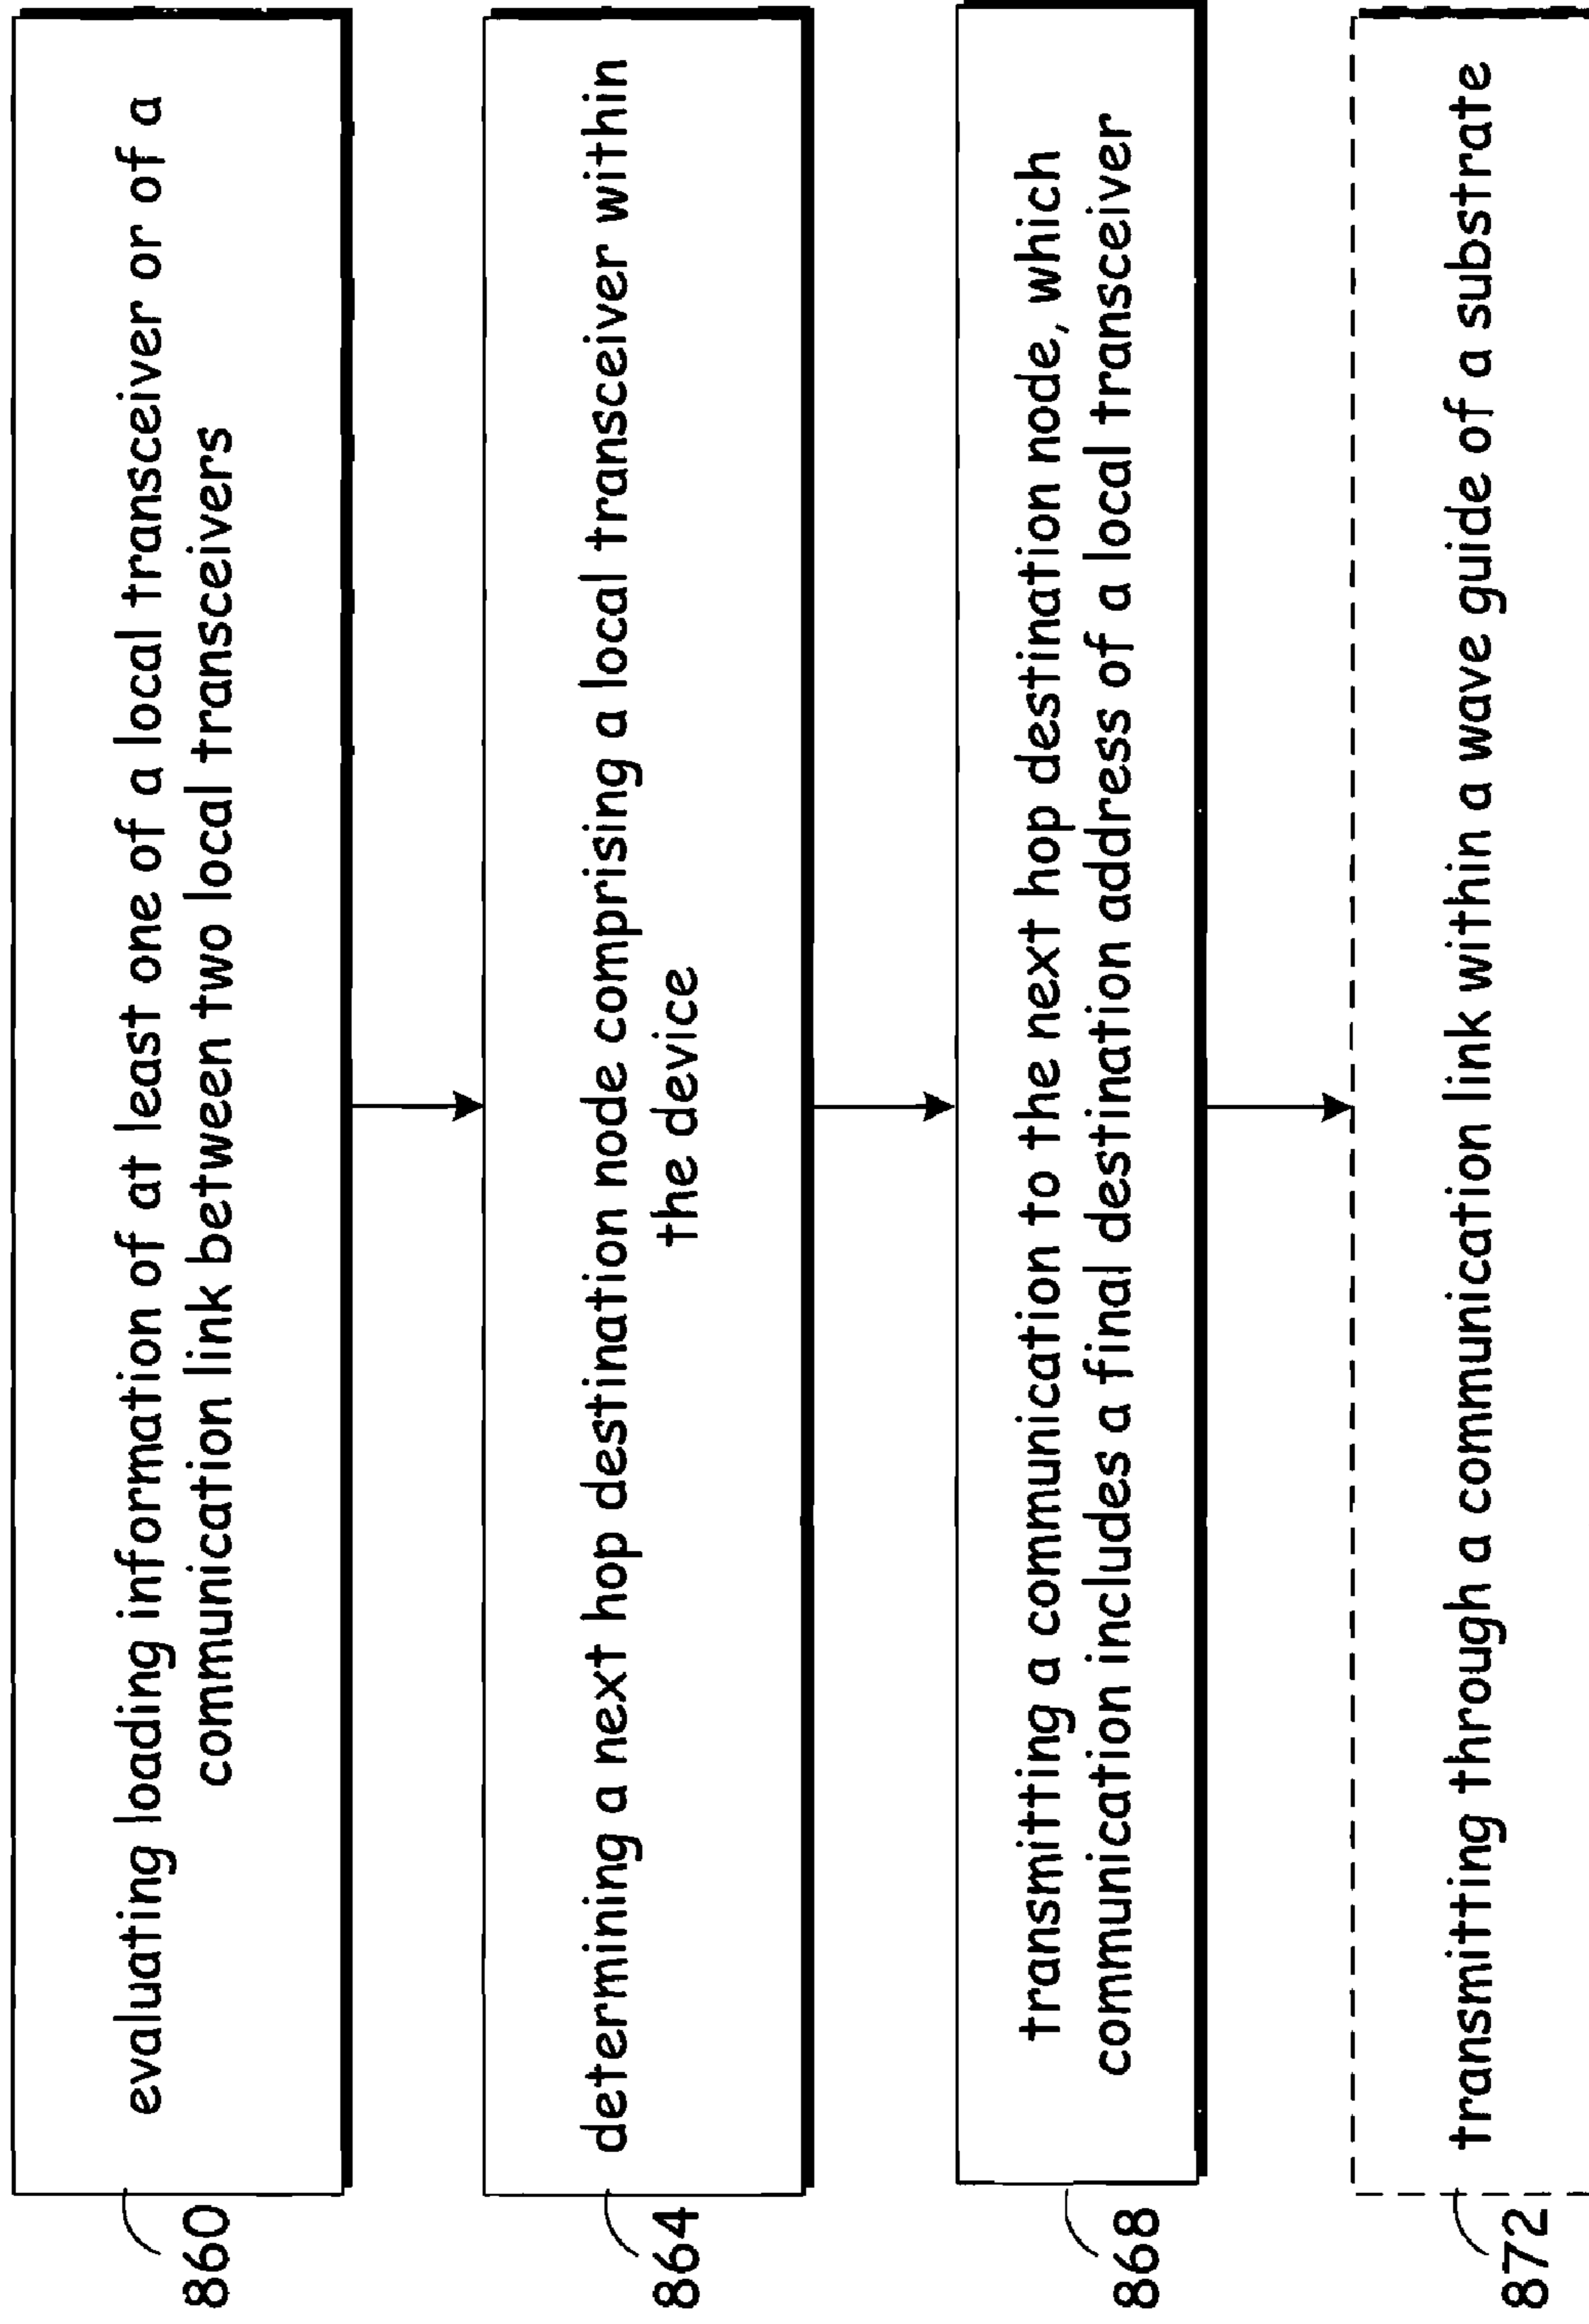 evaluating loading information of at least one of a local transceiver or of a
communication link between two local transceivers
860
determining a next hop destination node comprising a local transceiver within
the device
864
transmitting a communication to the next hop destination node, which
communication includes a final destination address of a local transceiver
868
transmitting through a communication link within a wave guide of a substrate
872